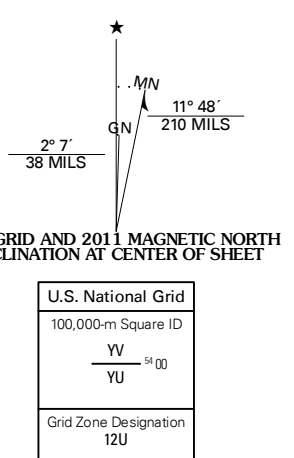 MN
11° 48´
210 MILS
GN
2° 7´
38 MILS
GRID AND 2011 MAGNETIC NORTH
CLINATION AT CENTER OF SHEET
U.S. National Grid
100,000-m Square ID
YV
54 00
YU
Grid Zone Designation
12U